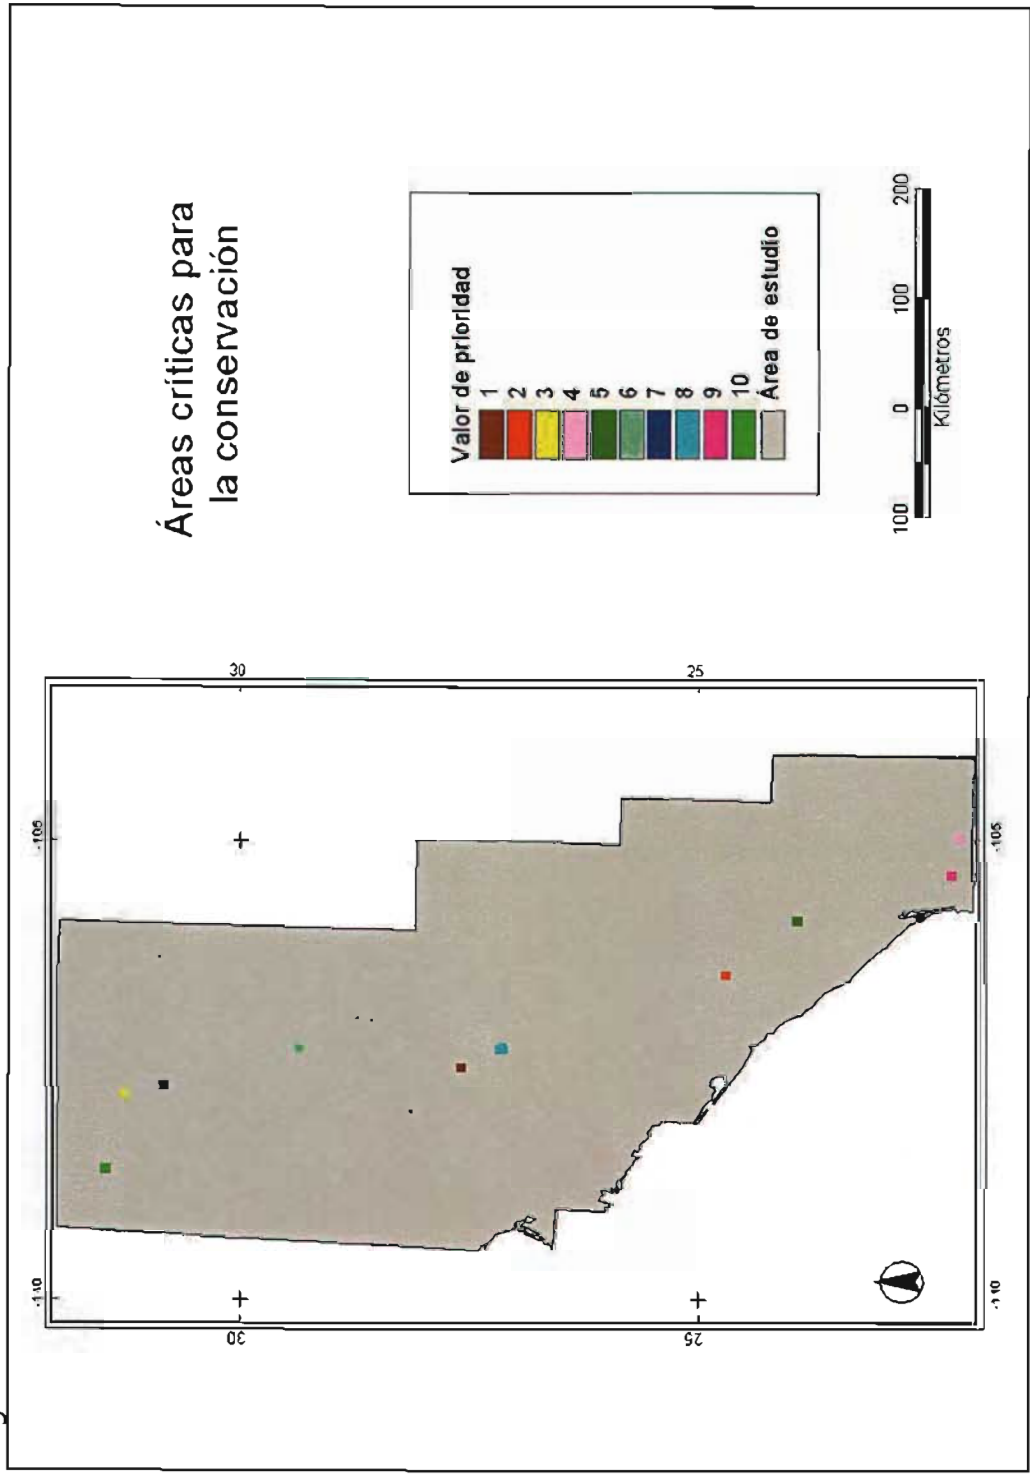 Áreas críticas para
la conservación
Valor de prioridad
1
2
3
4
5
6
7
8
9
10
Área de estudio
100 0 100 200
Kilómetros
-110 -105
30 30
25 25
-110 -105